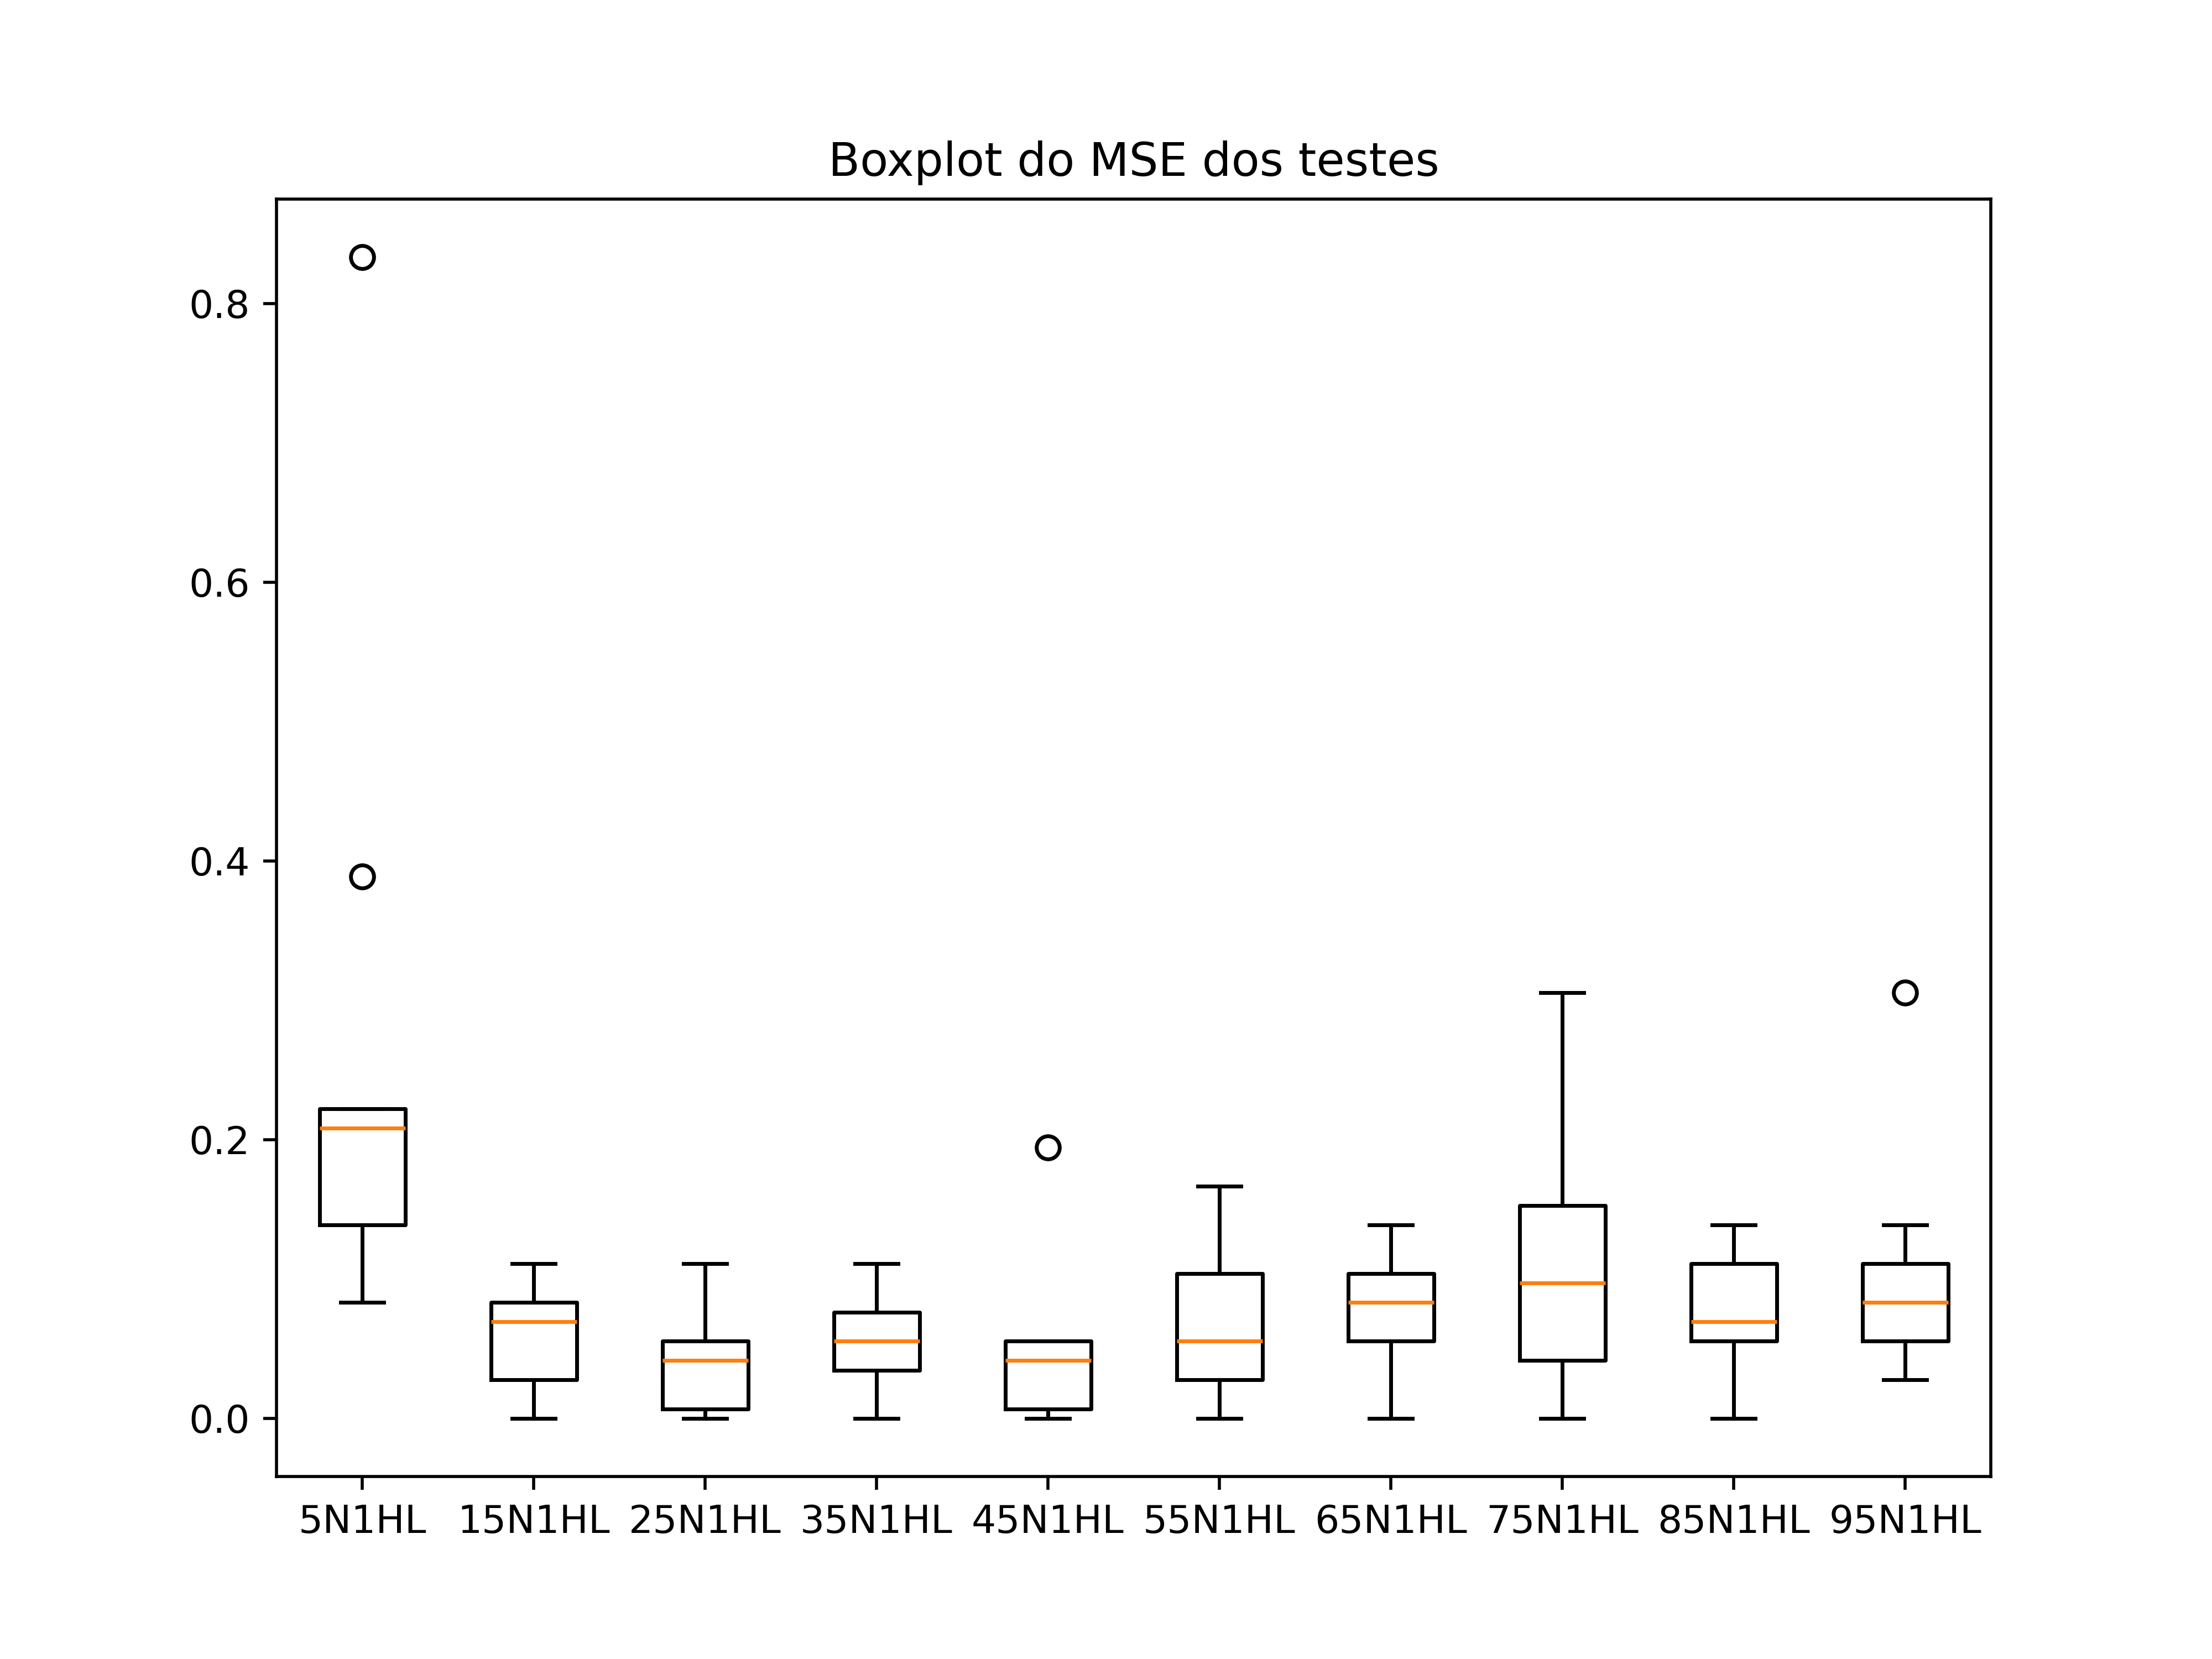 Boxplot do MSE dos testes
0.8
0.6
0.4
0.2
0.0
5N1HL 15N1HL 25N1HL 35N1HL 45N1HL 55N1HL 65N1HL 75N1HL 85N1HL 95N1HL